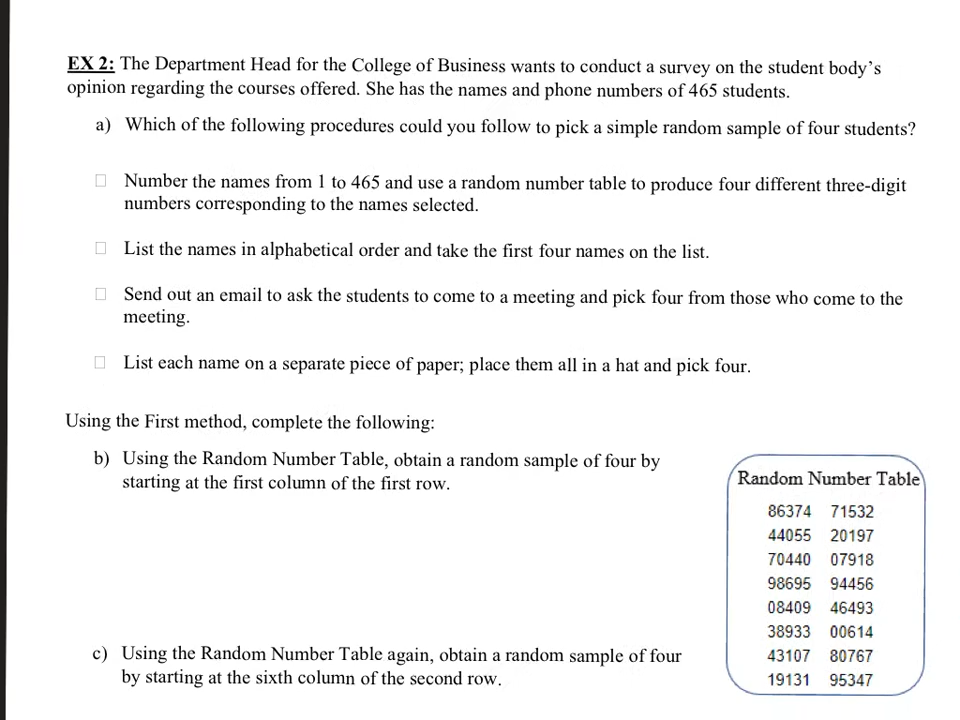 EX 2: The Department Head for the College of Business wants to conduct a survey on the student body's
opinion regarding the courses offered. She has the names and phone numbers of 465 students.
a) Which of the following procedures could you follow to pick a simple random sample of four students?
☐ Number the names from 1 to 465 and use a random number table to produce four different three-digit
numbers corresponding to the names selected.
☐ List the names in alphabetical order and take the first four names on the list.
☐ Send out an email to ask the students to come to a meeting and pick four from those who come to the
meeting.
☐ List each name on a separate piece of paper; place them all in a hat and pick four.
Using the First method, complete the following:
b) Using the Random Number Table, obtain a random sample of four by
starting at the first column of the first row.
Random Number Table
86374 71532
44055 20197
70440 07918
98695 94456
08409 46493
38933 00614
43107 80767
19131 95347
c) Using the Random Number Table again, obtain a random sample of four
by starting at the sixth column of the second row.